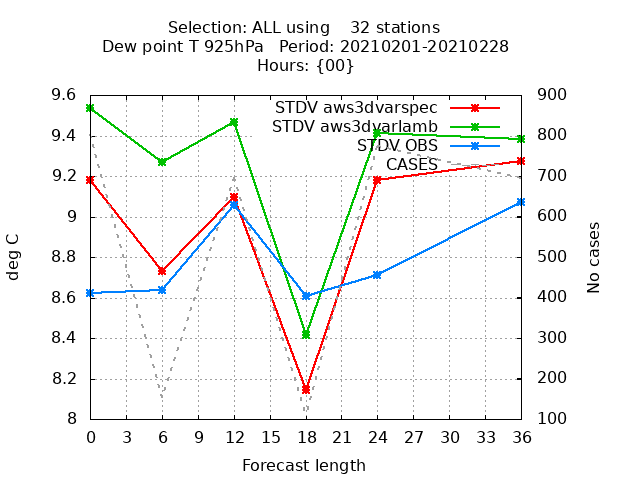 Selection: ALL using    32 stations
Dew point T 925hPa   Period: 20210201-20210228
Hours: {00}
STDV aws3dvarspec
STDV aws3dvarlamb
STDV OBS
CASES
deg C
9.6
9.4
9.2
9
8.8
8.6
8.4
8.2
8
900
800
700
600
500
400
300
200
100
No cases
0 3 6 9 12 15 18 21 24 27 30 33 36
Forecast length